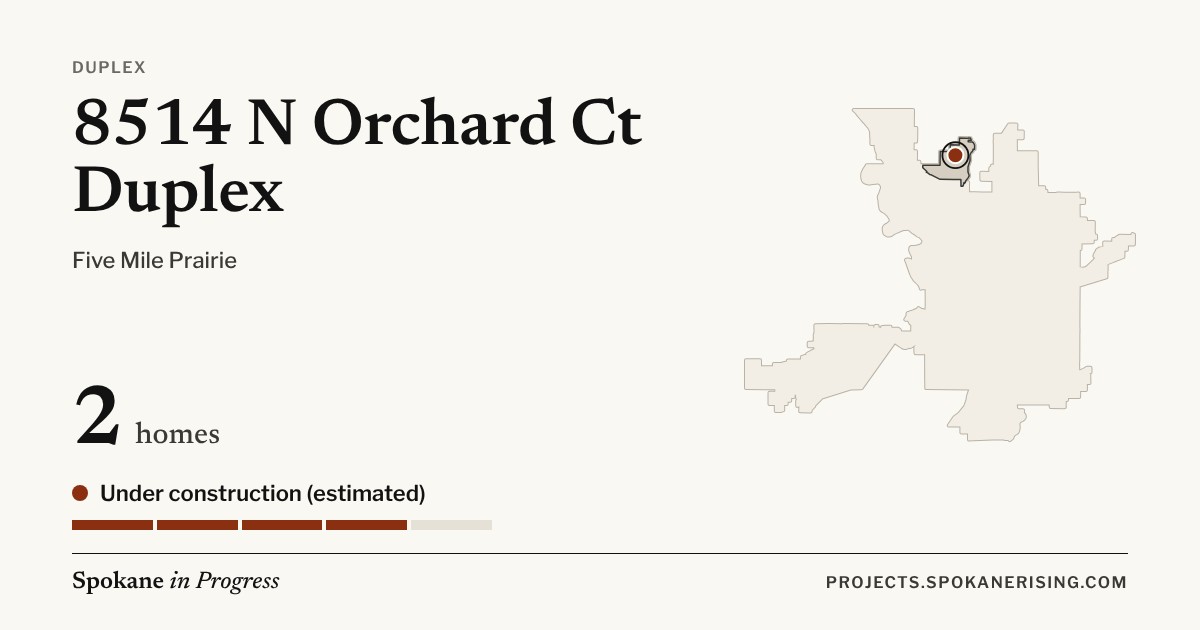 DUPLEX
8514 N Orchard Ct
Duplex
Five Mile Prairie
2 homes
Under construction (estimated)
Spokane in Progress
PROJECTS.SPOKANERISING.COM